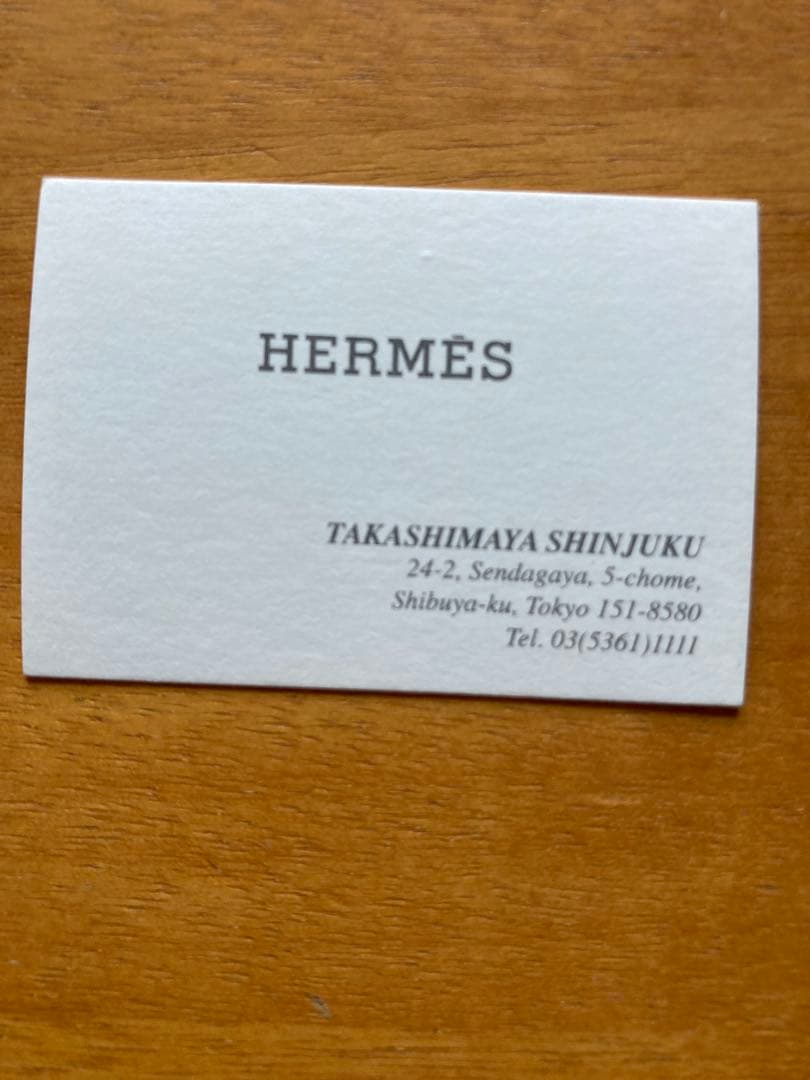 HERMÈS
TAKASHIMAYA SHINJUKU
24-2, Sendagaya, 5-chome,
Shibuya-ku, Tokyo 151-8580
Tel. 03(5361)1111